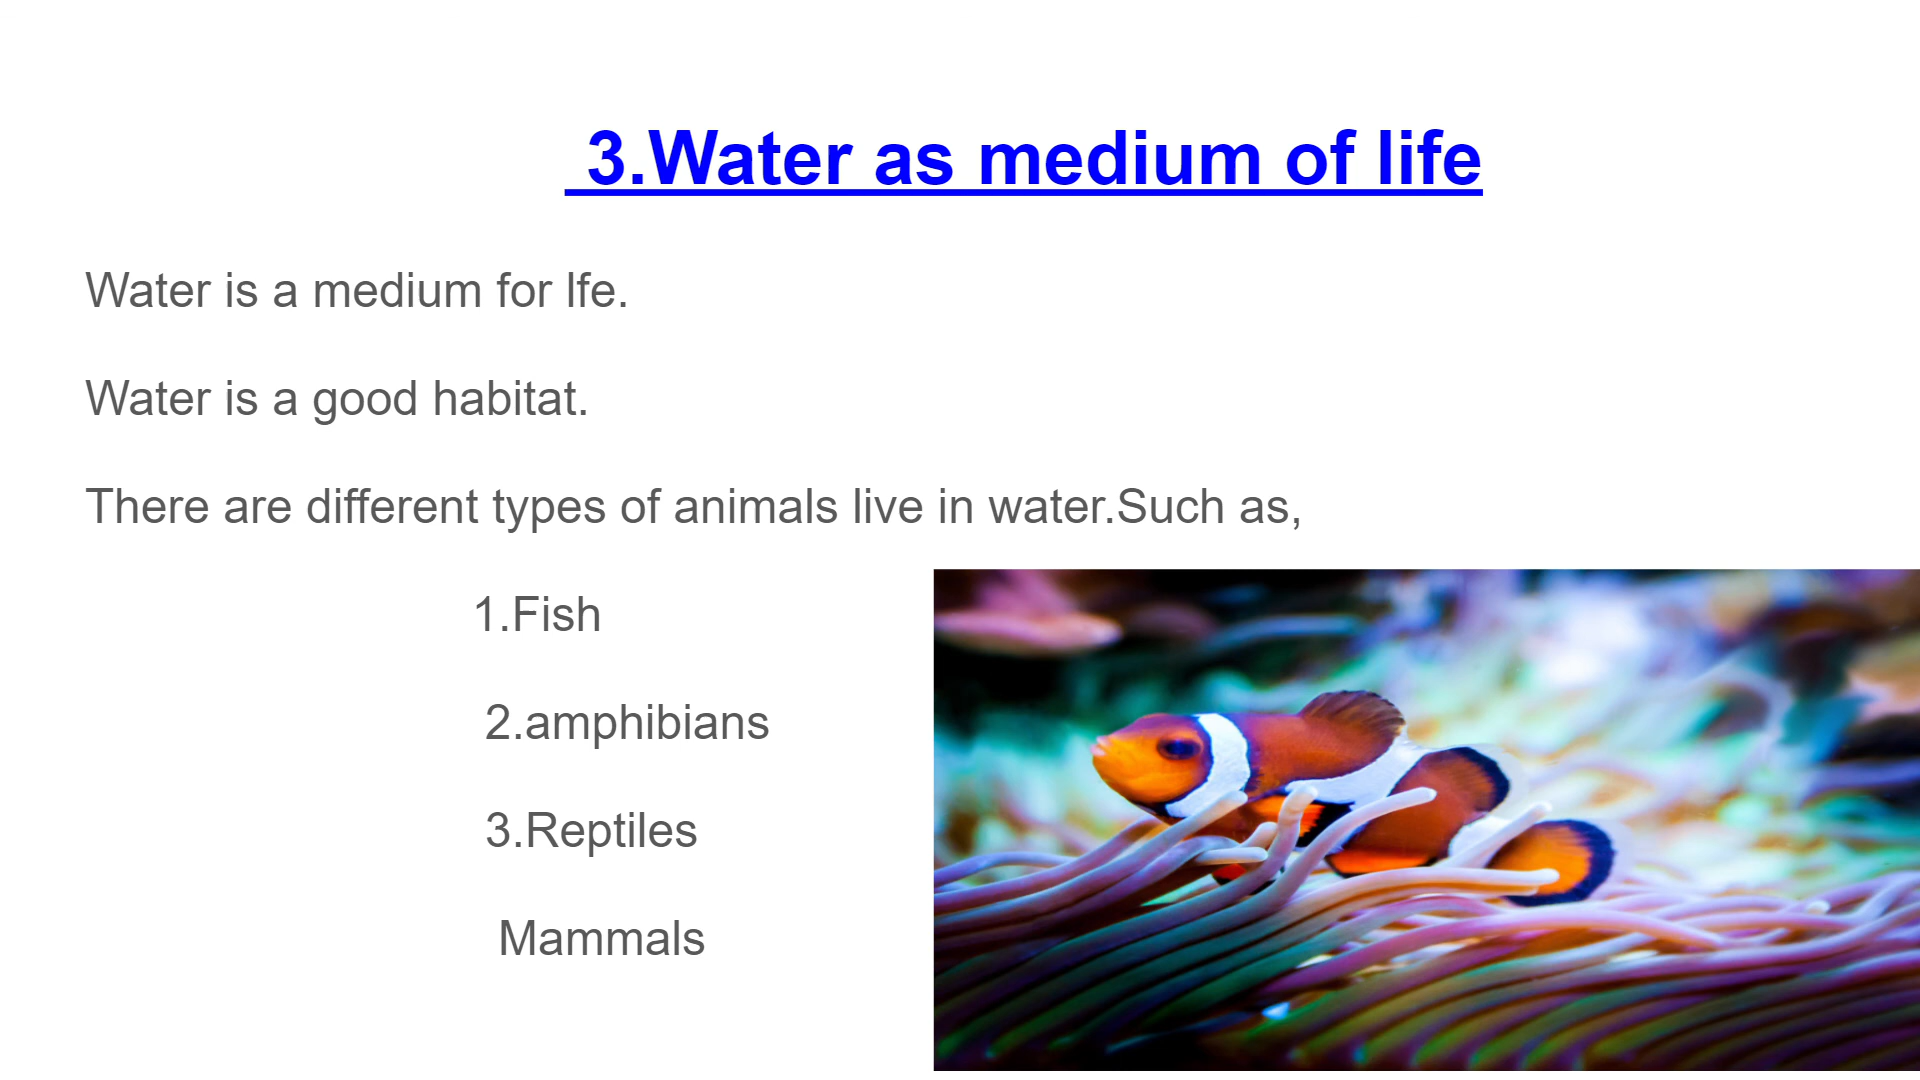 3.Water as medium of life
Water is a medium for lfe.
Water is a good habitat.
There are different types of animals live in water.Such as,
1.Fish
2.amphibians
3.Reptiles
Mammals